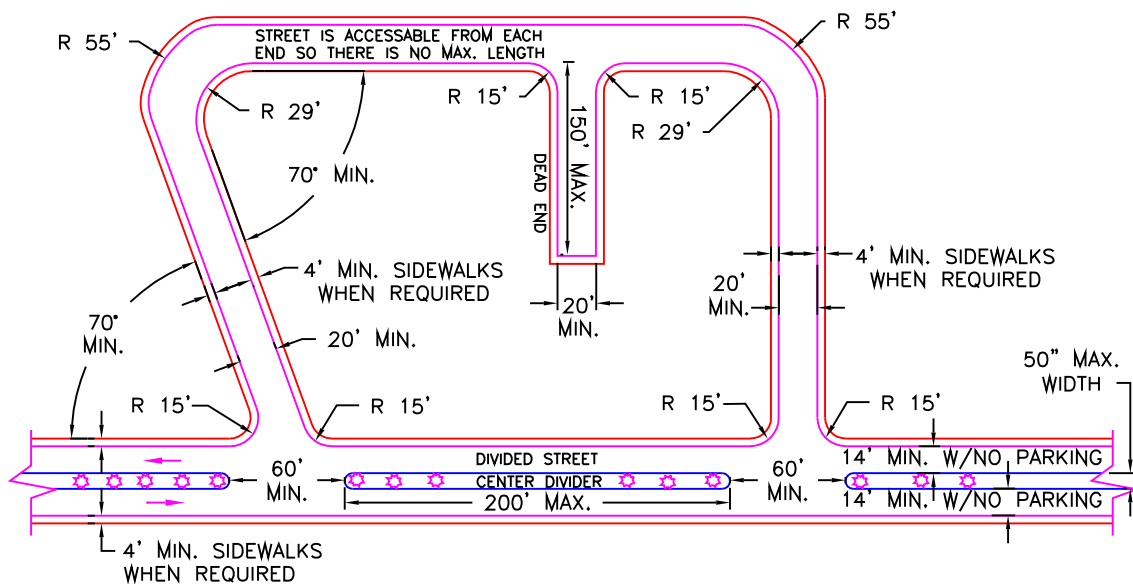 R 55'
STREET IS ACCESSABLE FROM EACH
END SO THERE IS NO MAX. LENGTH
R 55'
R 29'
R 15'
150' MAX.
DEAD END
R 15'
R 29'
70° MIN.
4' MIN. SIDEWALKS
WHEN REQUIRED
20'
MIN.
20'
MIN.
4' MIN. SIDEWALKS
WHEN REQUIRED
70°
MIN.
20' MIN.
50" MAX.
WIDTH
R 15'
R 15'
R 15'
R 15'
DIVIDED STREET
14' MIN. W/NO PARKING
60'
MIN.
CENTER DIVIDER
60'
MIN.
200' MAX.
14' MIN. W/NO PARKING
4' MIN. SIDEWALKS
WHEN REQUIRED